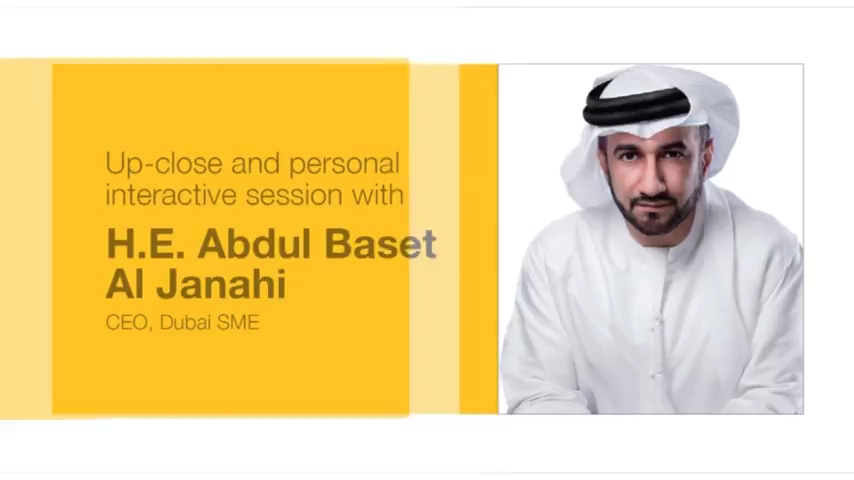 Up-close and personal
interactive session with
H.E. Abdul Baset
Al Janahi
CEO, Dubai SME